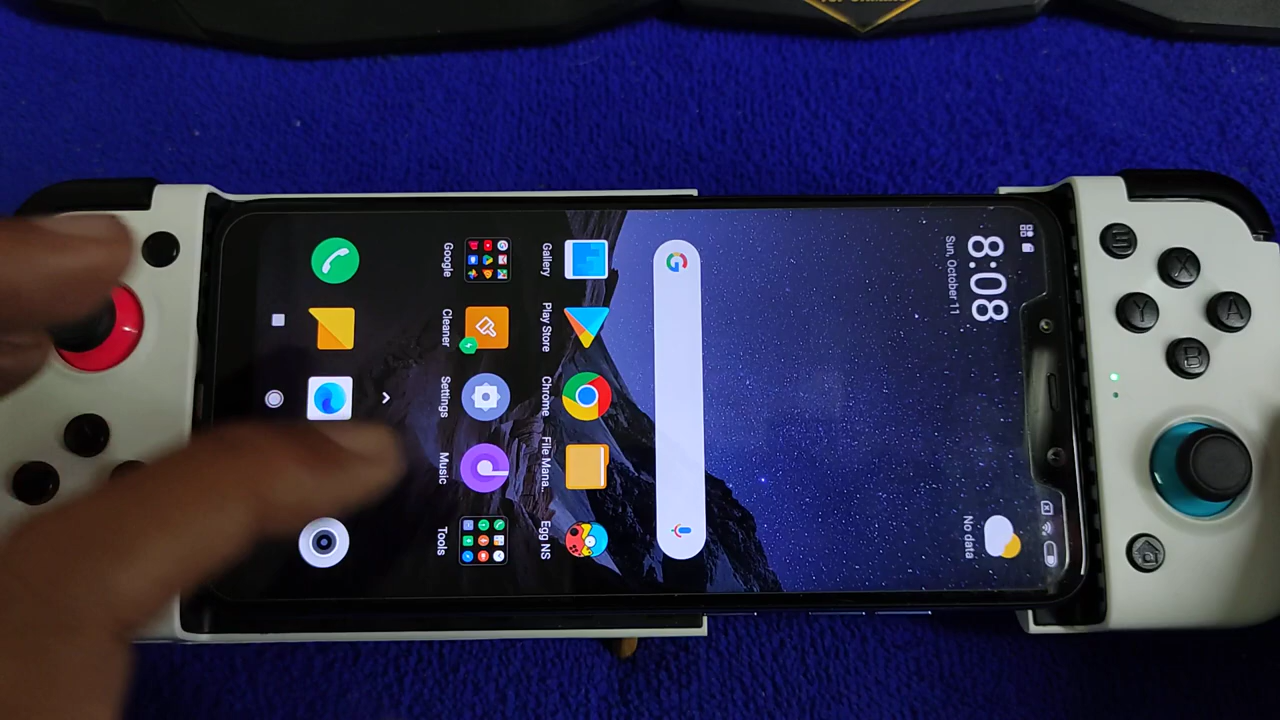 8:08
Sun, October 11
No data
Gallery
Play Store
Chrome
File Mana..
Egg NS
Google
Cleaner
Settings
Music
Tools
X
Y
A
B